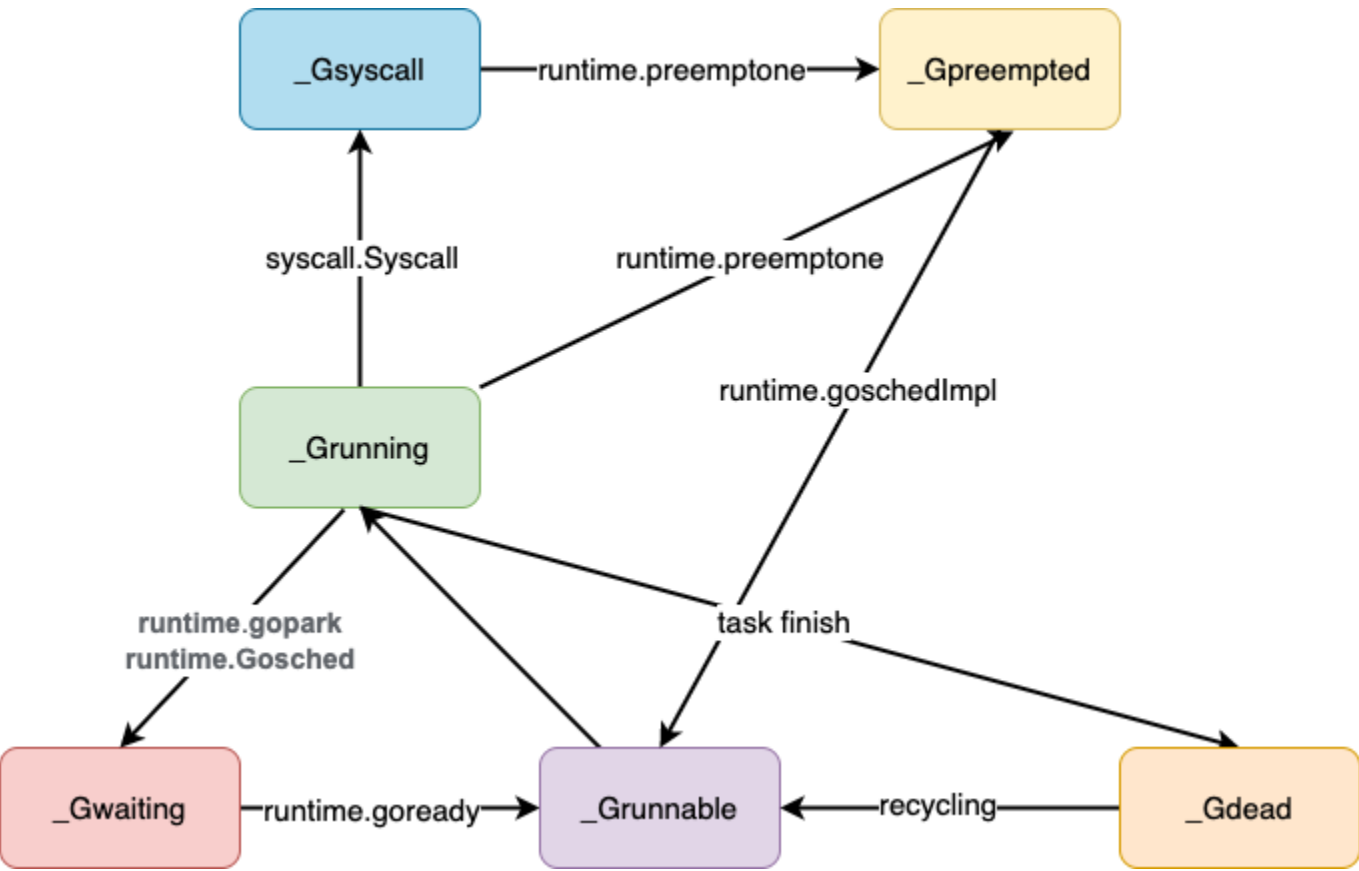 _Gsyscall
runtime.preemptone
_Gpreempted
syscall.Syscall
runtime.preemptone
runtime.goschedImpl
_Grunning
runtime.gopark
runtime.Gosched
task finish
_Gwaiting
runtime.goready
_Grunnable
recycling
_Gdead